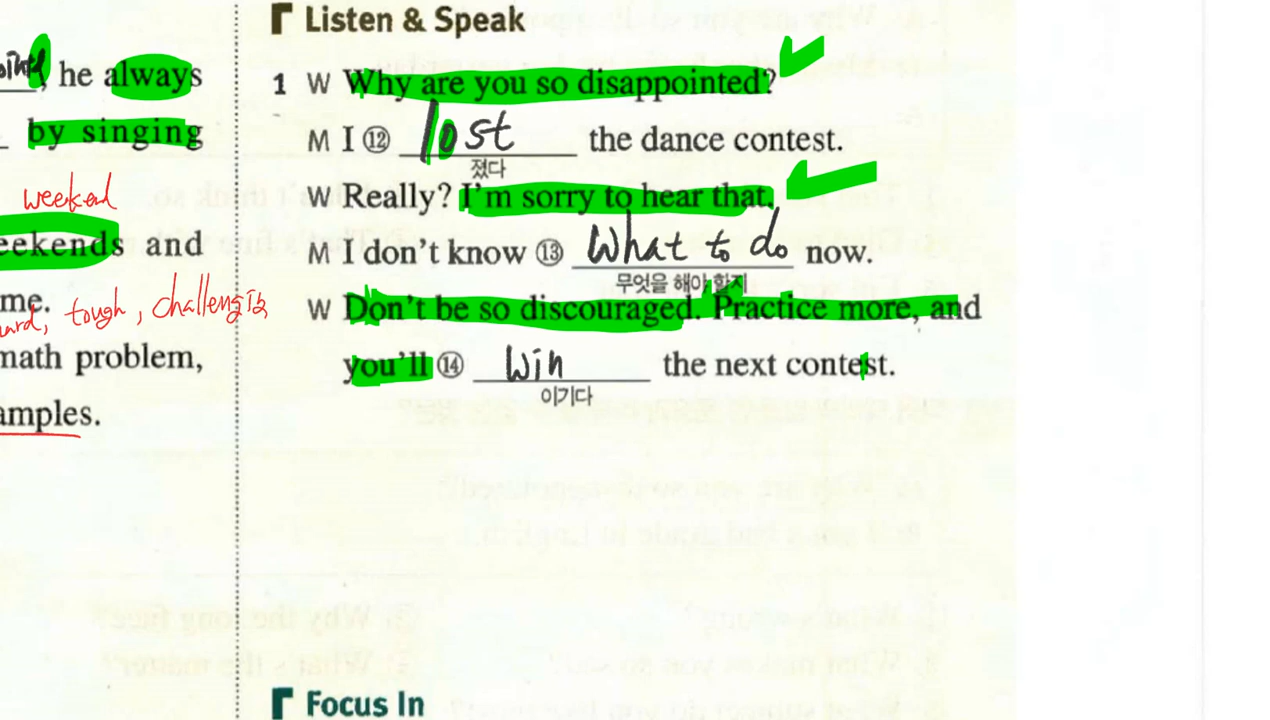 he always
by singing
weekend
eekends and
me.
ard, tough, challenging
math problem,
amples.
Listen & Speak
1 W Why are you so disappointed?
M I ⑫ lost the dance contest.
졌다
W Really? I'm sorry to hear that.
M I don't know ⑬ what to do now.
무엇을 해야 할지
W Don't be so discouraged. Practice more, and
you'll ⑭ win the next contest.
이기다
Focus In